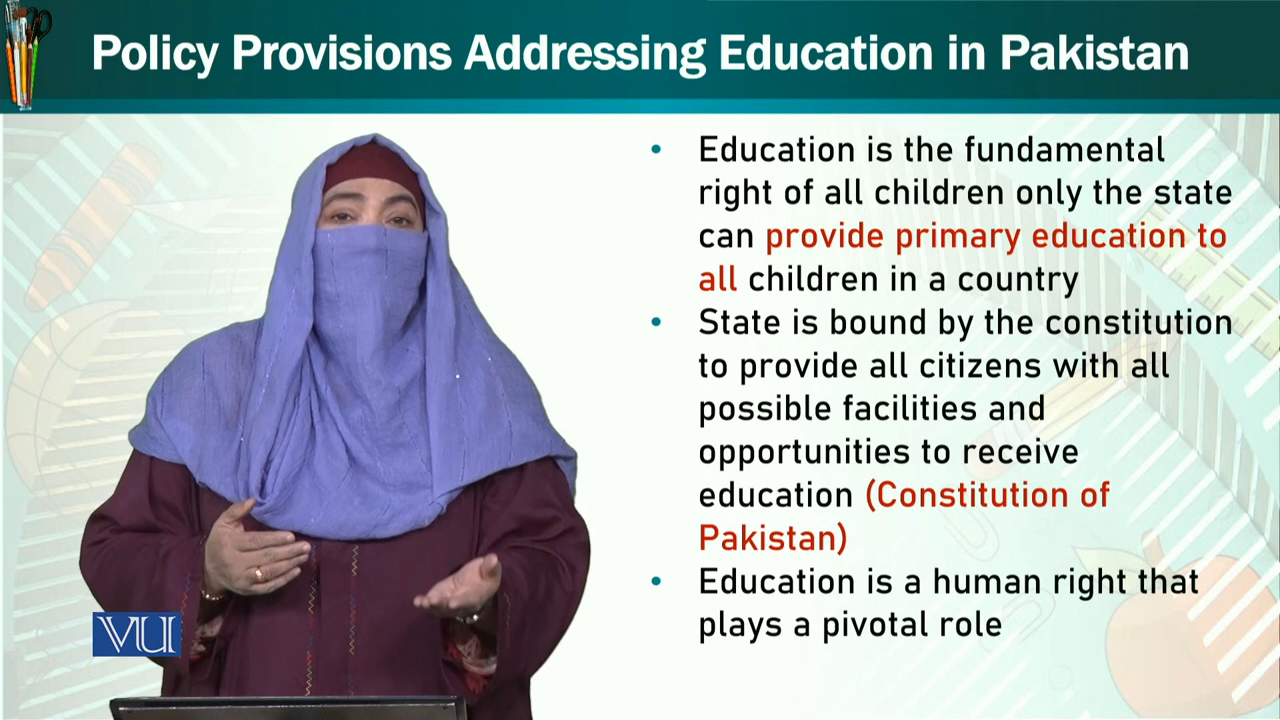 Policy Provisions Addressing Education in Pakistan
• Education is the fundamental
right of all children only the state
can provide primary education to
all children in a country
• State is bound by the constitution
to provide all citizens with all
possible facilities and
opportunities to receive
education (Constitution of
Pakistan)
• Education is a human right that
plays a pivotal role
VU